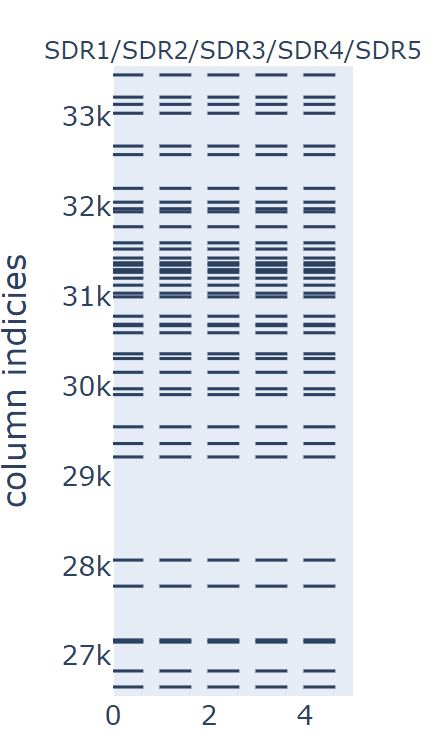 SDR1/SDR2/SDR3/SDR4/SDR5
33k
32k
31k
30k
29k
28k
27k
column indicies
0 2 4